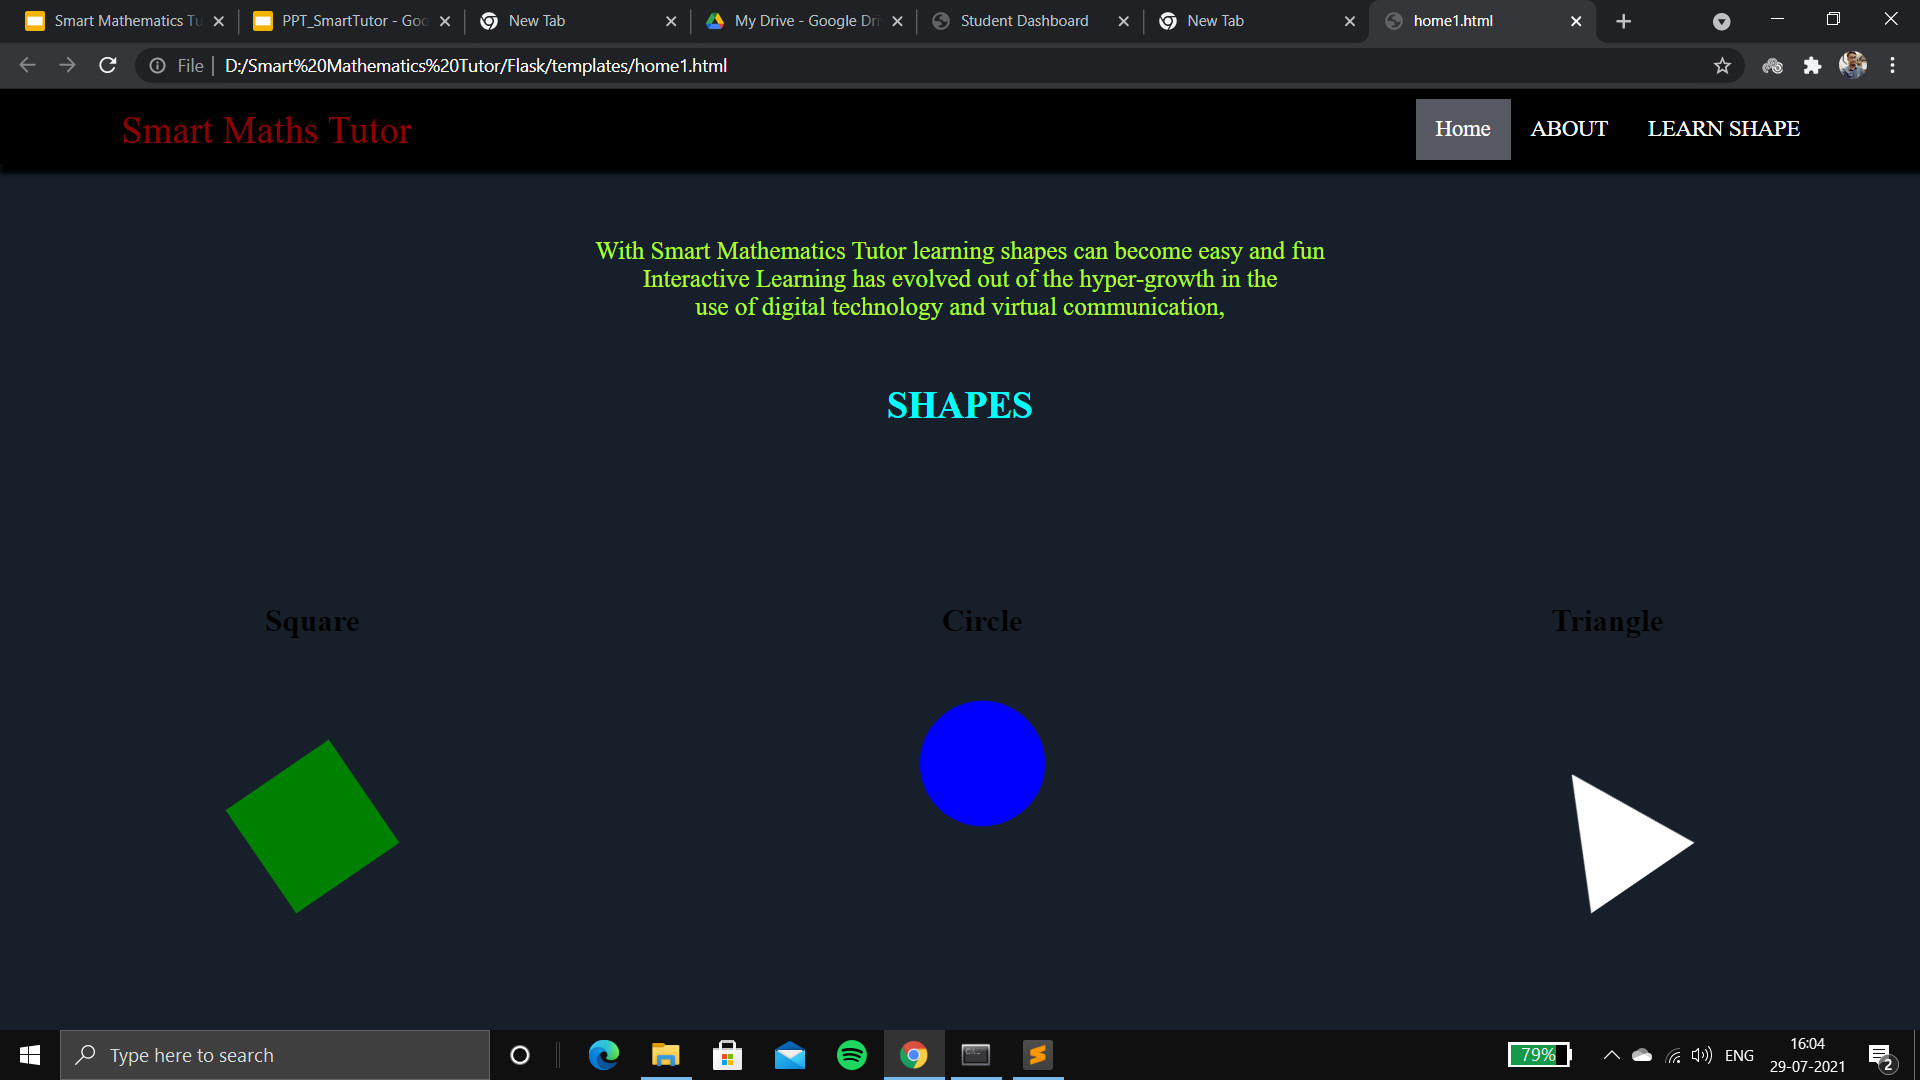 Smart Mathematics Tu
PPT_SmartTutor - Goo
New Tab
My Drive - Google Dri
Student Dashboard
New Tab
home1.html
File
D:/Smart%20Mathematics%20Tutor/Flask/templates/home1.html
Smart Maths Tutor
Home
ABOUT
LEARN SHAPE
With Smart Mathematics Tutor learning shapes can become easy and fun
Interactive Learning has evolved out of the hyper-growth in the
use of digital technology and virtual communication,
SHAPES
Square
Circle
Triangle
Type here to search
79%
ENG
16:04
29-07-2021
2